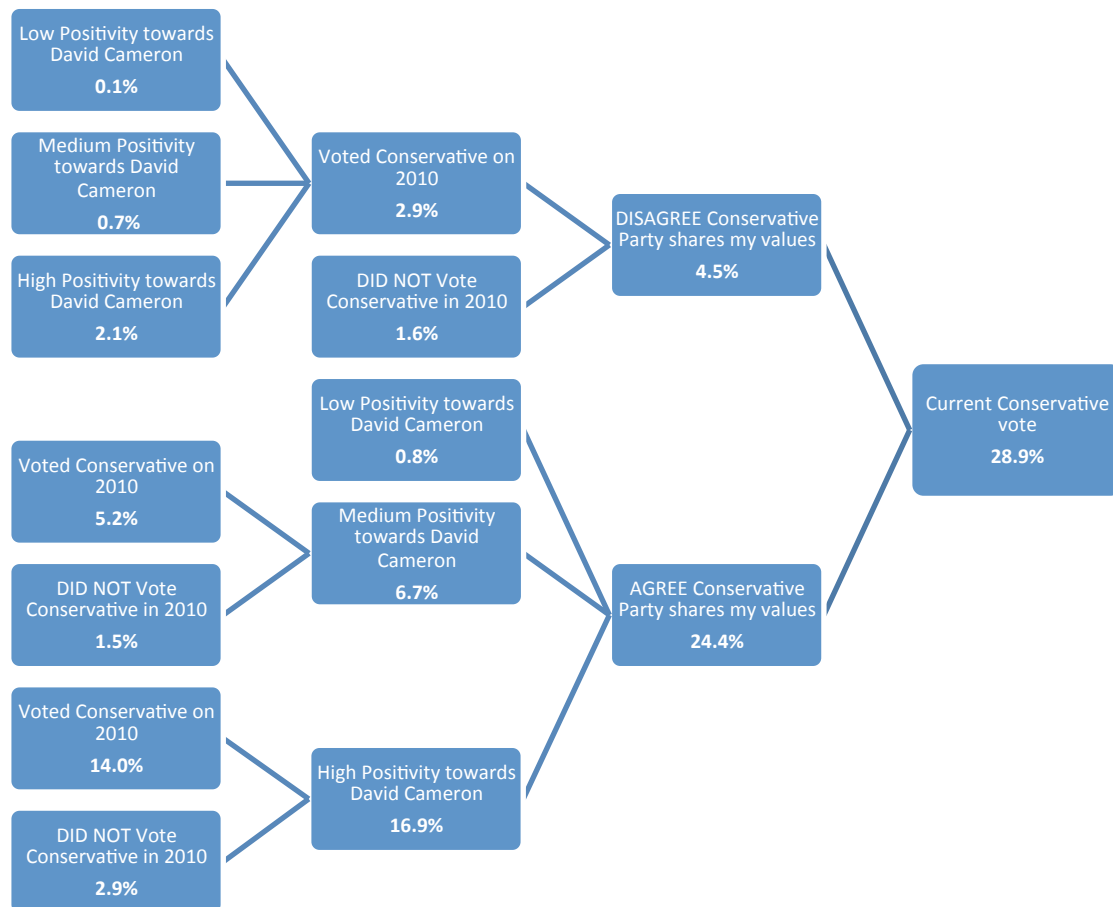 Low Positivity towards
David Cameron
0.1%
Medium Positivity
towards David
Cameron
0.7%
High Positivity towards
David Cameron
2.1%
Voted Conservative on
2010
2.9%
DID NOT Vote
Conservative in 2010
1.6%
DISAGREE Conservative
Party shares my values
4.5%
Low Positivity towards
David Cameron
0.8%
Current Conservative
vote
28.9%
Voted Conservative on
2010
5.2%
DID NOT Vote
Conservative in 2010
1.5%
Medium Positivity
towards David
Cameron
6.7%
AGREE Conservative
Party shares my values
24.4%
Voted Conservative on
2010
14.0%
DID NOT Vote
Conservative in 2010
2.9%
High Positivity towards
David Cameron
16.9%